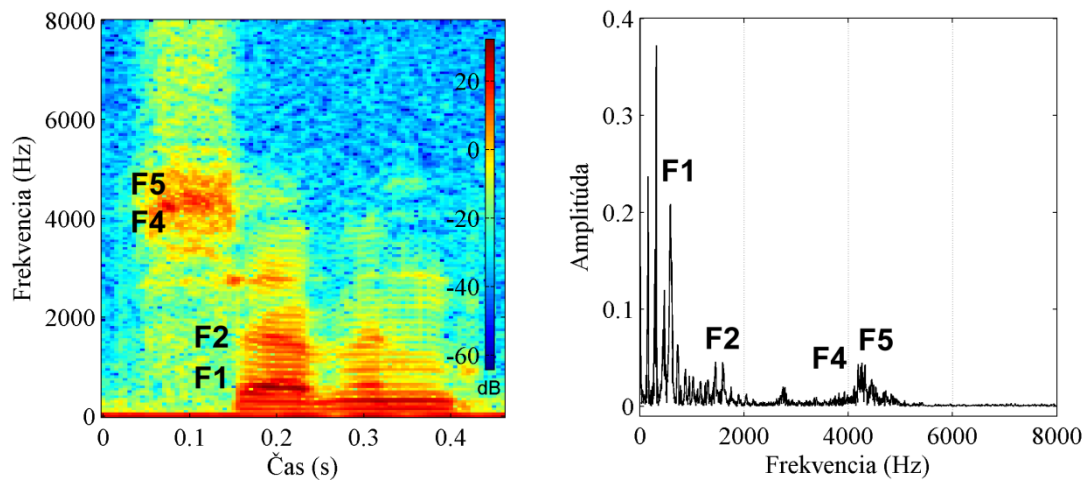 8000
6000
4000
2000
0
Frekvencia (Hz)
F5
F4
F2
F1
20
0
-20
-40
-60
dB
0 0.1 0.2 0.3 0.4
Čas (s)
0.4
0.3
0.2
0.1
0
Amplitúda
F1
F2
F4
F5
0 2000 4000 6000 8000
Frekvencia (Hz)